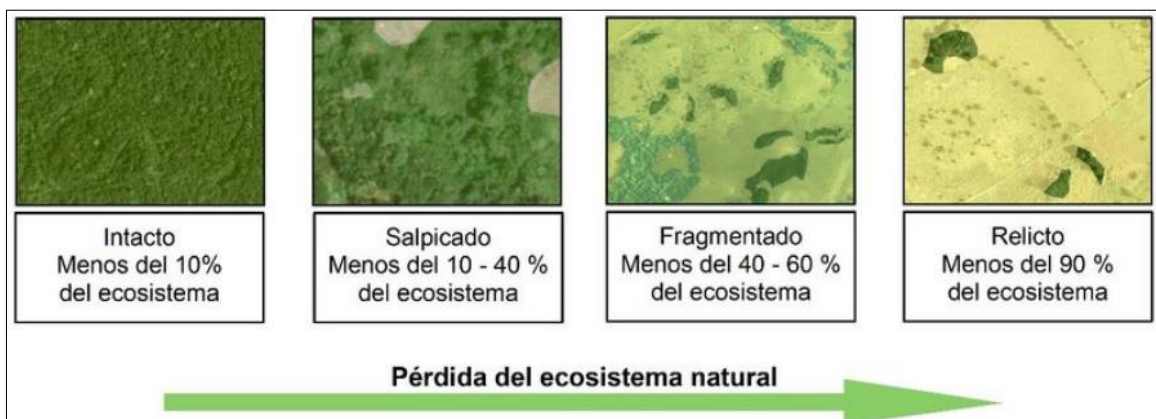 Intacto
Menos del 10%
del ecosistema
Salpicado
Menos del 10 - 40 %
del ecosistema
Fragmentado
Menos del 40 - 60 %
del ecosistema
Relicto
Menos del 90 %
del ecosistema
Pérdida del ecosistema natural